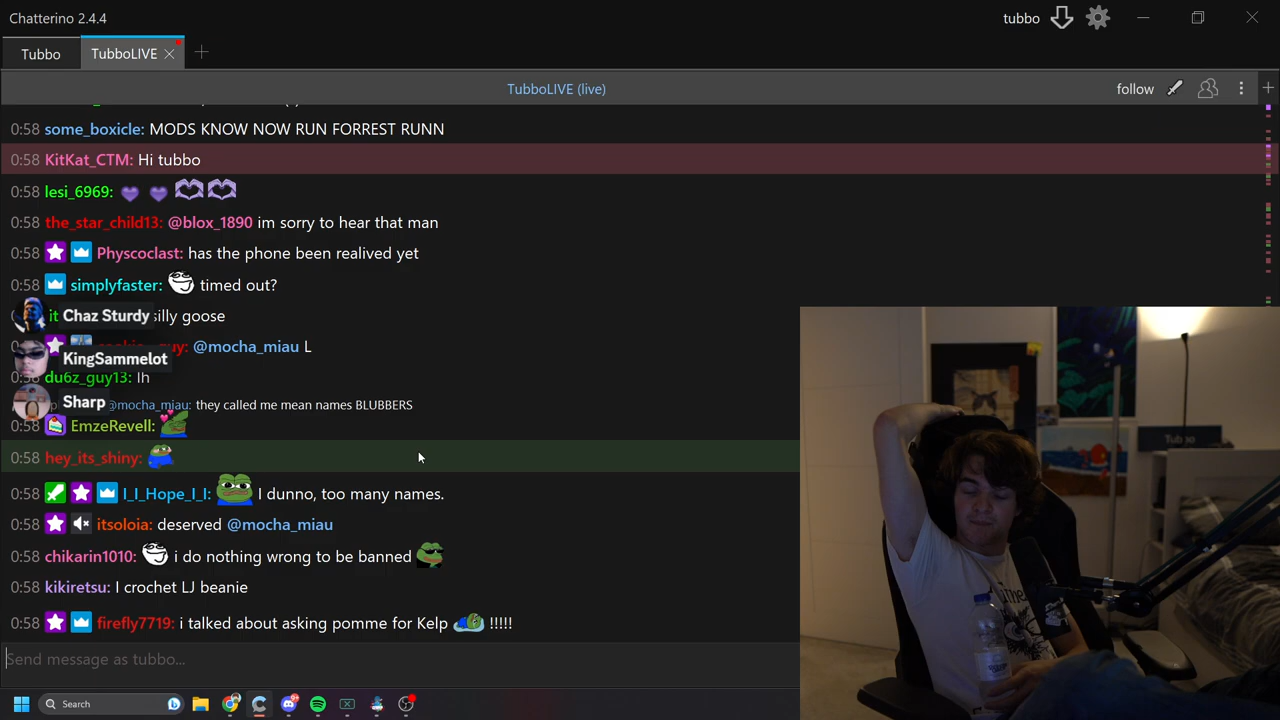 Chatterino 2.4.4
tubbo
Tubbo
TubboLIVE
TubboLIVE (live)
follow
0:58 some_boxicle: MODS KNOW NOW RUN FORREST RUNN
0:58 KitKat_CTM: Hi tubbo
0:58 lesi_6969:
0:58 the_star_child13: @blox_1890 im sorry to hear that man
0:58 Physcoclast: has the phone been realived yet
0:58 simplyfaster: timed out?
it Chaz Sturdy silly goose
@mocha_miau L
KingSammelot
0:58 du6z_guy13: lh
Sharp @mocha_miau: they called me mean names BLUBBERS
0:58 EmzeRevell:
0:58 hey_its_shiny:
0:58 I_I_Hope_I_I: I dunno, too many names.
0:58 itsoloia: deserved @mocha_miau
0:58 chikarin1010: i do nothing wrong to be banned
0:58 kikiretsu: I crochet LJ beanie
0:58 firefly7719: i talked about asking pomme for Kelp !!!!!
Send message as tubbo...
Search
Tubbo